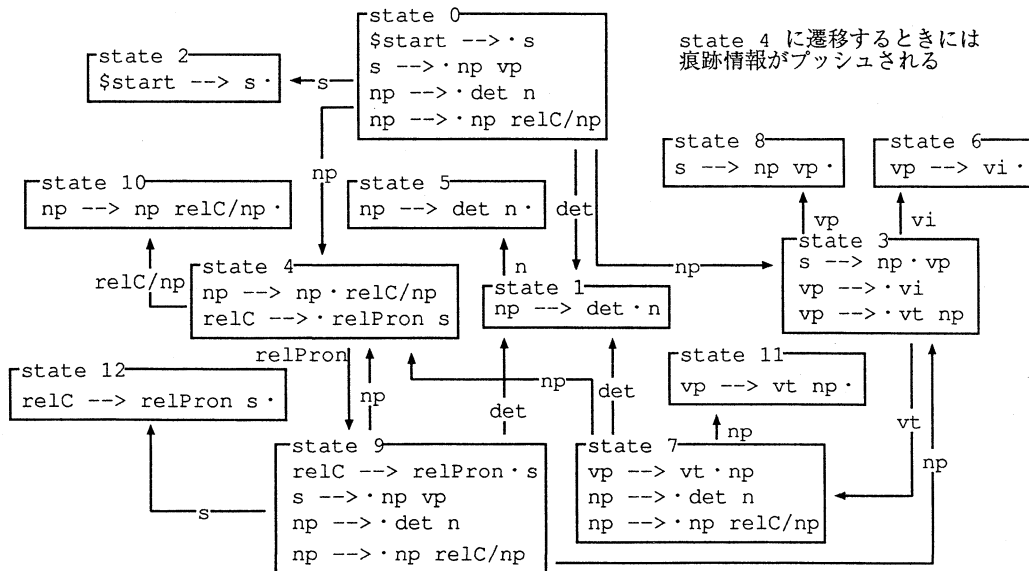 state 0
$start --> · s
s --> · np vp
np --> · det n
np --> · np relC/np
state 4 に遷移するときには
痕跡情報がプッシュされる
state 2
$start --> s ·
s
np
det
np
state 8
s --> np vp ·
state 6
vp --> vi ·
state 10
np --> np relC/np ·
state 5
np --> det n ·
vp
vi
relC/np
n
state 4
np --> np · relC/np
relC --> · relPron s
state 1
np --> det · n
state 3
s --> np · vp
vp --> · vi
vp --> · vt np
relPron
np
det
np
det
vt
np
state 12
relC --> relPron s ·
state 11
vp --> vt np ·
np
s
state 9
relC --> relPron · s
s --> · np vp
np --> · det n
np --> · np relC/np
state 7
vp --> vt · np
np --> · det n
np --> · np relC/np